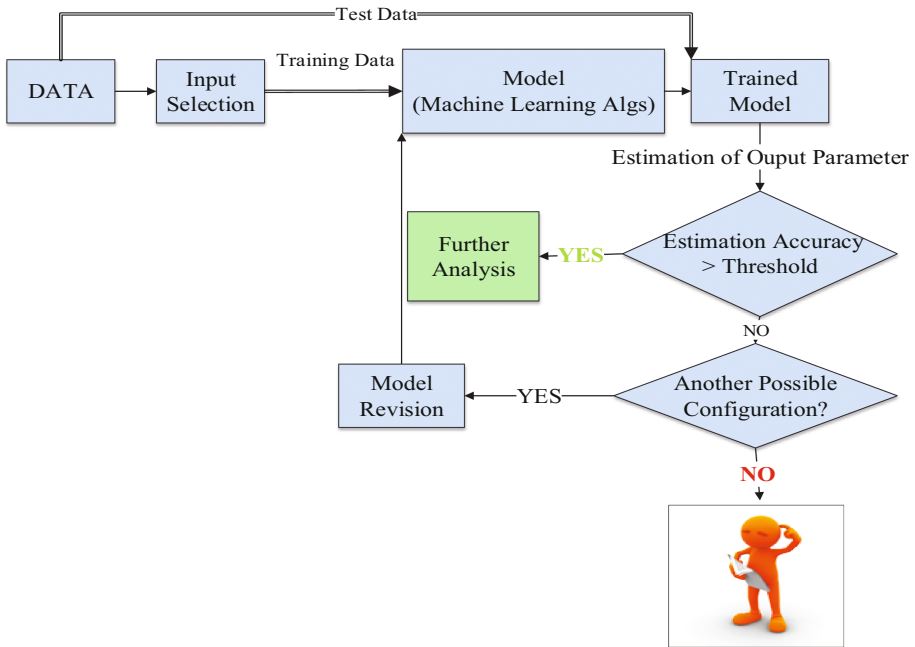 Test Data
DATA
Input
Selection
Training Data
Model
(Machine Learning Algs)
Trained
Model
Estimation of Ouput Parameter
Estimation Accuracy
> Threshold
YES
Further
Analysis
NO
Another Possible
Configuration?
YES
Model
Revision
NO